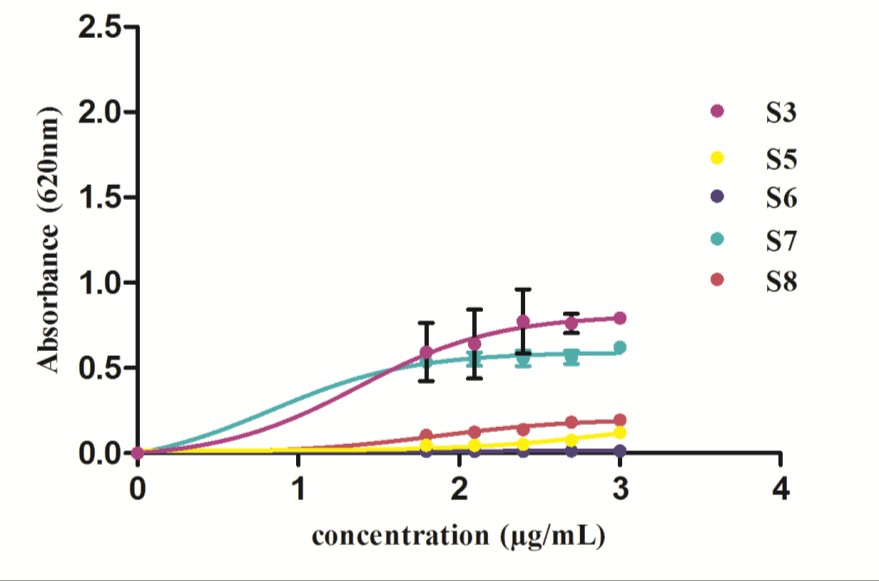 2.5
2.0
1.5
1.0
0.5
0.0
Absorbance (620nm)
0 1 2 3 4
concentration (µg/mL)
S3
S5
S6
S7
S8